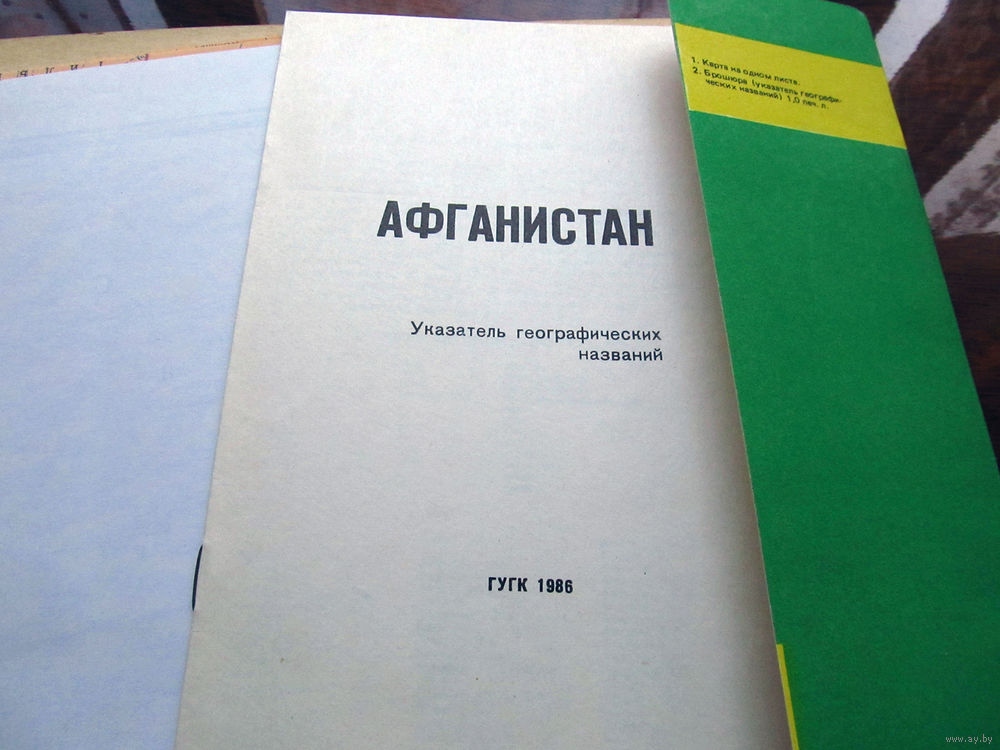 1. Карта на одном листе.
2. Брошюра (указатель географи-
ческих названий) 1,0 печ. л.
АФГАНИСТАН
Указатель географических
названий
ГУГК 1986
www.ay.by